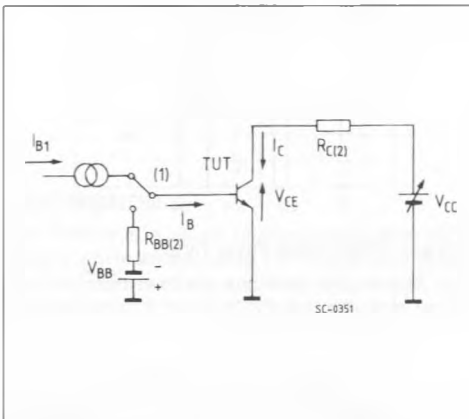 I_B1
(1)
TUT
I_C
R_C(2)
V_CE
V_CC
I_B
R_BB(2)
V_BB
-
+
SC-0351